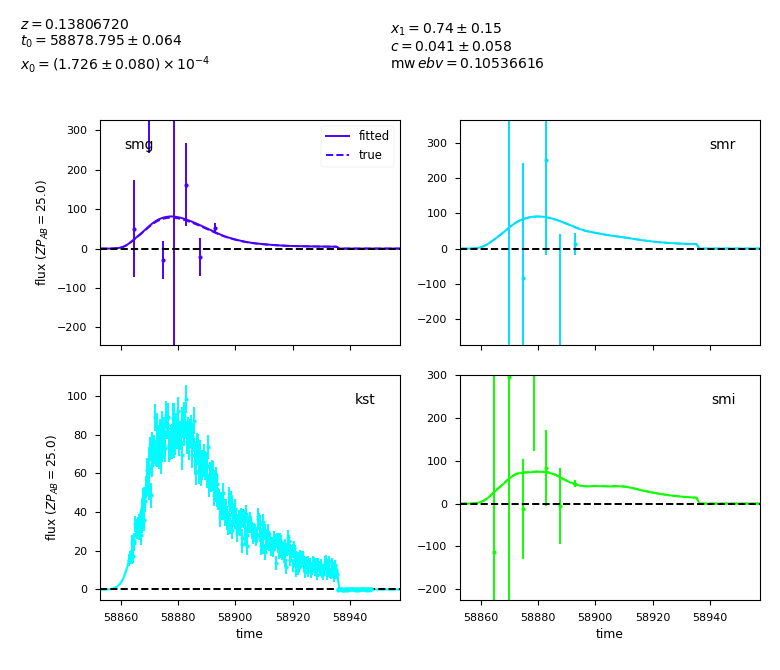 z = 0.13806720
t₀ = 58878.795 ± 0.064
x₀ = (1.726 ± 0.080) × 10⁻⁴
x₁ = 0.74 ± 0.15
c = 0.041 ± 0.058
mw ebv = 0.10536616
smg
fitted
true
300
200
100
0
−100
−200
flux (ZP_AB = 25.0)
smr
300
200
100
0
−100
−200
kst
100
80
60
40
20
0
flux (ZP_AB = 25.0)
58860 58880 58900 58920 58940
time
smi
300
200
100
0
−100
−200
58860 58880 58900 58920 58940
time